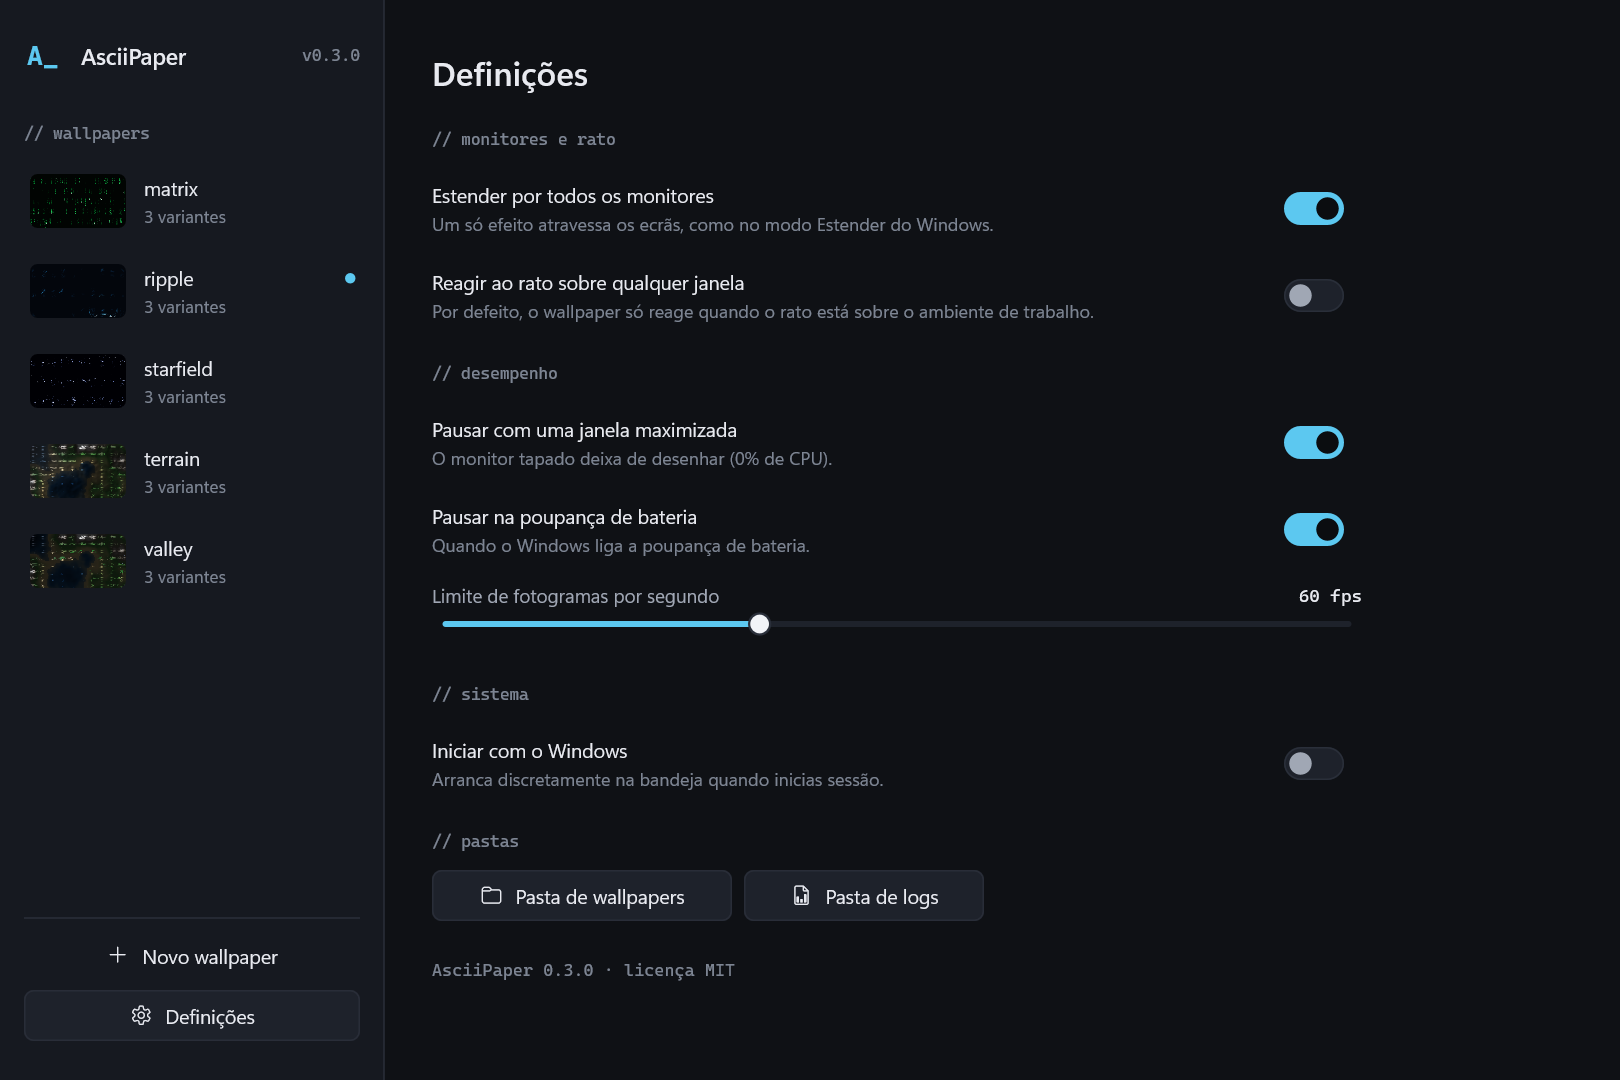 A_ AsciiPaper v0.3.0
// wallpapers
matrix
3 variantes
ripple
3 variantes
starfield
3 variantes
terrain
3 variantes
valley
3 variantes
Novo wallpaper
Definições
Definições
// monitores e rato
Estender por todos os monitores
Um só efeito atravessa os ecrãs, como no modo Estender do Windows.
Reagir ao rato sobre qualquer janela
Por defeito, o wallpaper só reage quando o rato está sobre o ambiente de trabalho.
// desempenho
Pausar com uma janela maximizada
O monitor tapado deixa de desenhar (0% de CPU).
Pausar na poupança de bateria
Quando o Windows liga a poupança de bateria.
Limite de fotogramas por segundo 60 fps
// sistema
Iniciar com o Windows
Arranca discretamente na bandeja quando inicias sessão.
// pastas
Pasta de wallpapers Pasta de logs
AsciiPaper 0.3.0 · licença MIT